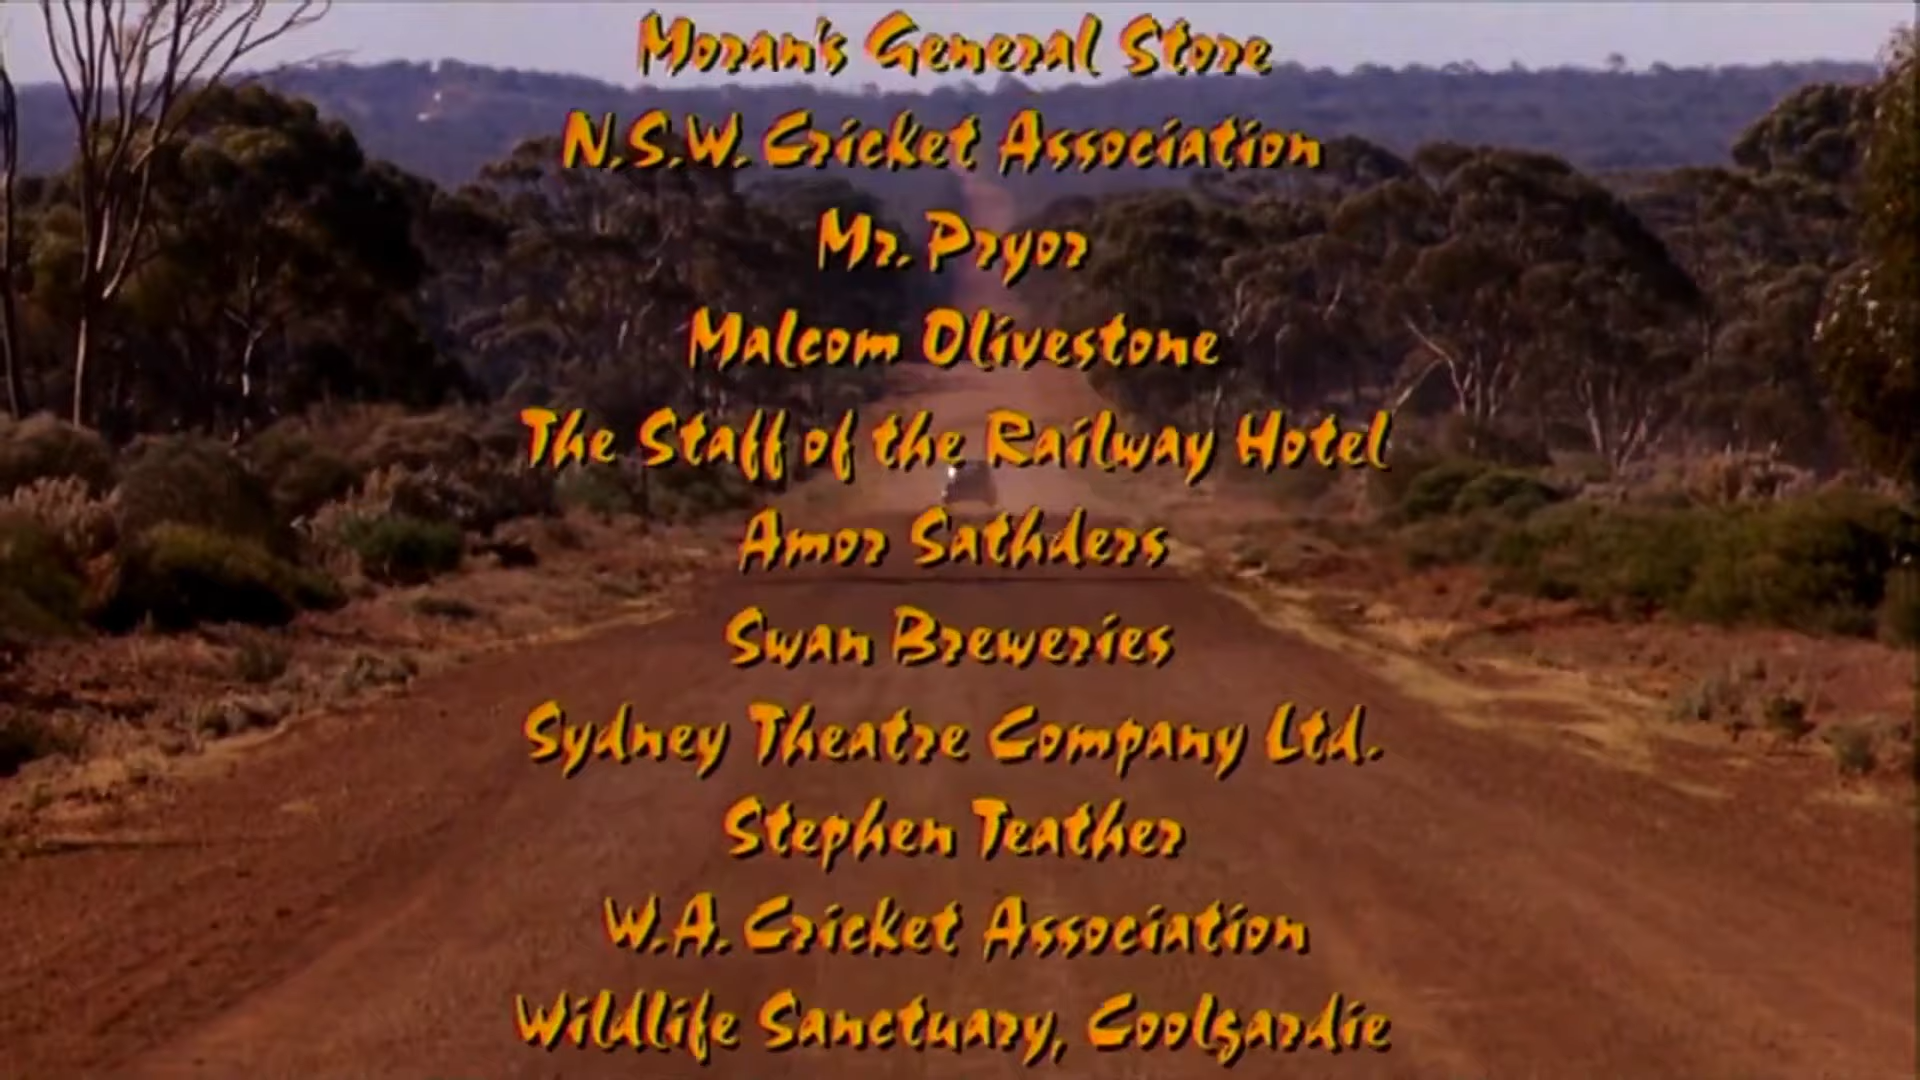 Moran's General Store
N.S.W. Cricket Association
Mr. Pryor
Malcom Olivestone
The Staff of the Railway Hotel
Amor Sathders
Swan Breweries
Sydney Theatre Company Ltd.
Stephen Teather
W.A. Cricket Association
Wildlife Sanctuary, Coolgardie